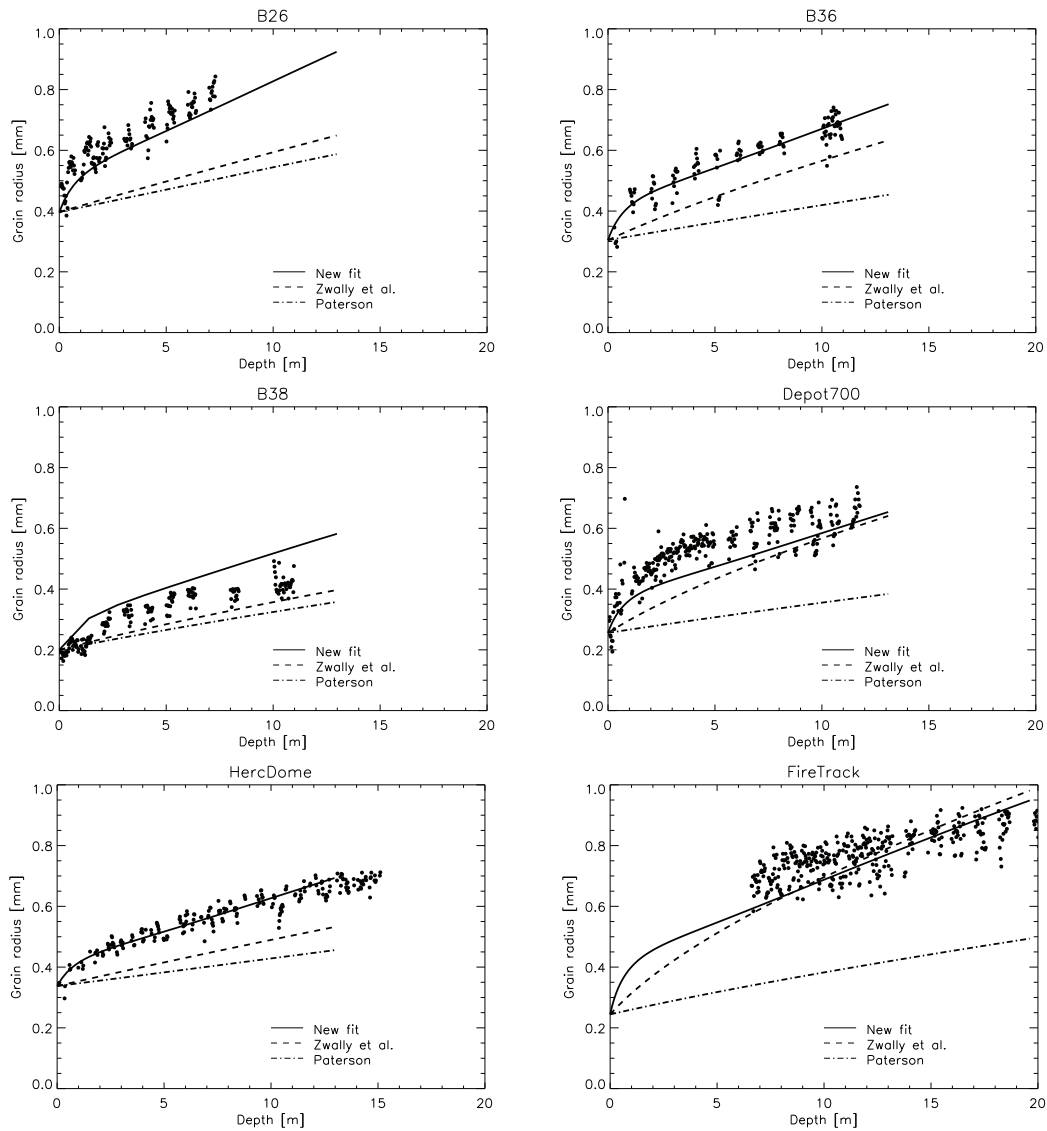 B26
1.0
0.8
0.6
0.4
0.2
0.0
Grain radius [mm]
New fit
Zwally et al.
Paterson
0 5 10 15 20
Depth [m]
B36
1.0
0.8
0.6
0.4
0.2
0.0
Grain radius [mm]
New fit
Zwally et al.
Paterson
0 5 10 15 20
Depth [m]
B38
1.0
0.8
0.6
0.4
0.2
0.0
Grain radius [mm]
New fit
Zwally et al.
Paterson
0 5 10 15 20
Depth [m]
Depot700
1.0
0.8
0.6
0.4
0.2
0.0
Grain radius [mm]
New fit
Zwally et al.
Paterson
0 5 10 15 20
Depth [m]
HercDome
1.0
0.8
0.6
0.4
0.2
0.0
Grain radius [mm]
New fit
Zwally et al.
Paterson
0 5 10 15 20
Depth [m]
FireTrack
1.0
0.8
0.6
0.4
0.2
0.0
Grain radius [mm]
New fit
Zwally et al.
Paterson
0 5 10 15 20
Depth [m]